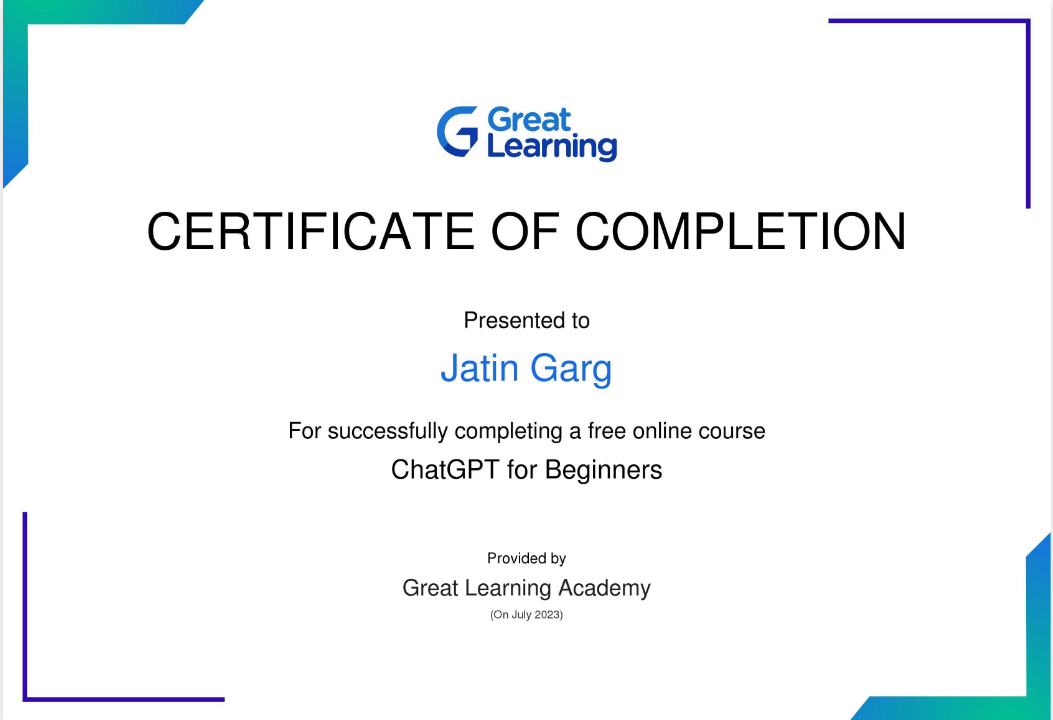 Great
Learning
CERTIFICATE OF COMPLETION
Presented to
Jatin Garg
For successfully completing a free online course
ChatGPT for Beginners
Provided by
Great Learning Academy
(On July 2023)